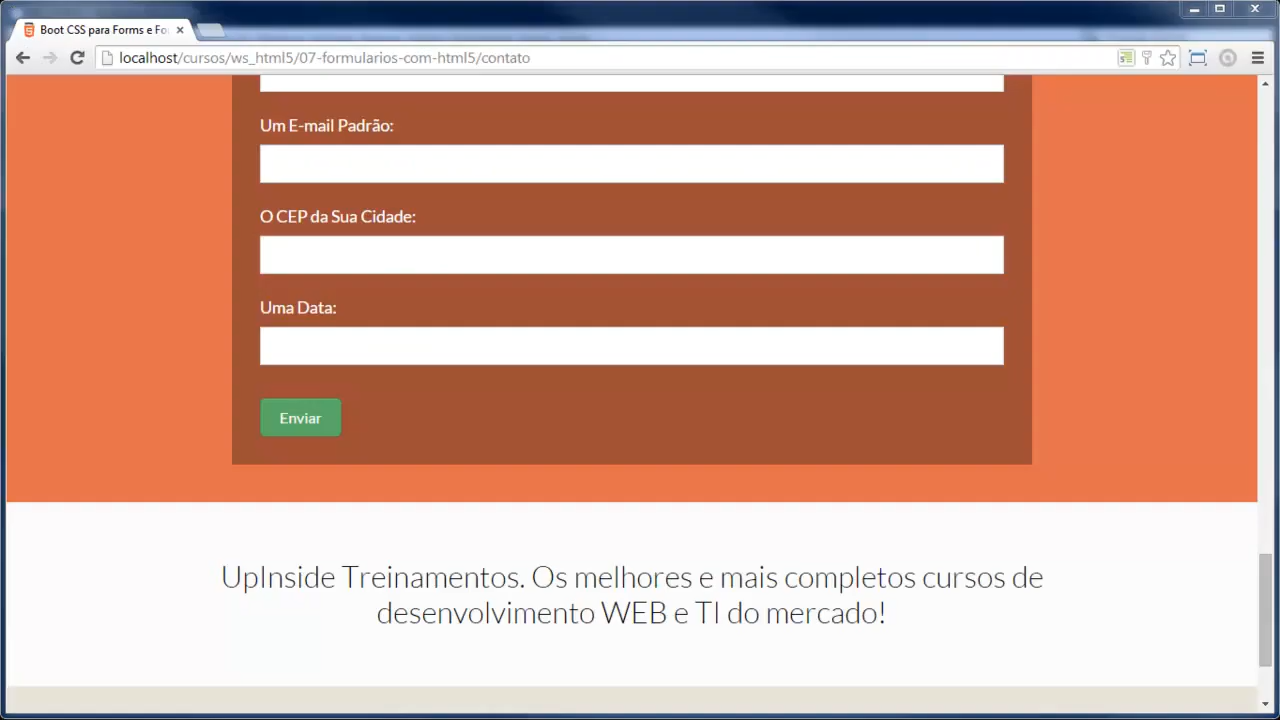 Boot CSS para Forms e Fo
localhost/cursos/ws_html5/07-formularios-com-html5/contato
Um E-mail Padrão:
O CEP da Sua Cidade:
Uma Data:
Enviar
UpInside Treinamentos. Os melhores e mais completos cursos de
desenvolvimento WEB e TI do mercado!